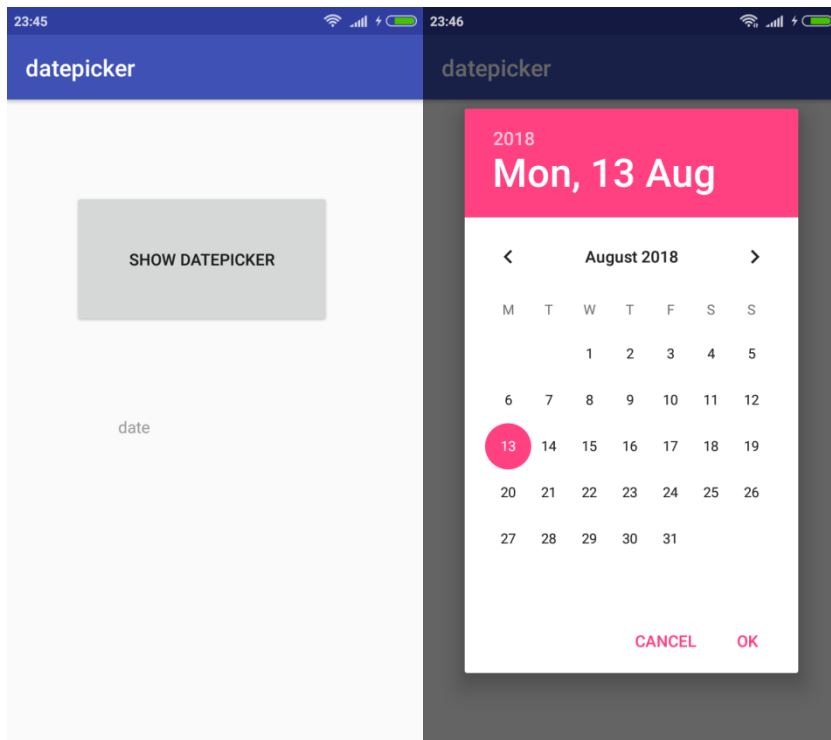 23:45
datepicker
SHOW DATEPICKER
date
23:46
datepicker
2018
Mon, 13 Aug
August 2018
M T W T F S S
1 2 3 4 5
6 7 8 9 10 11 12
13 14 15 16 17 18 19
20 21 22 23 24 25 26
27 28 29 30 31
CANCEL OK